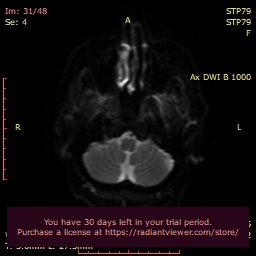 Im: 31/48
Se: 4
STP79
STP79
F
A
Ax DWI B 1000
R
L
You have 30 days left in your trial period.
Purchase a license at https://radiantviewer.com/store/